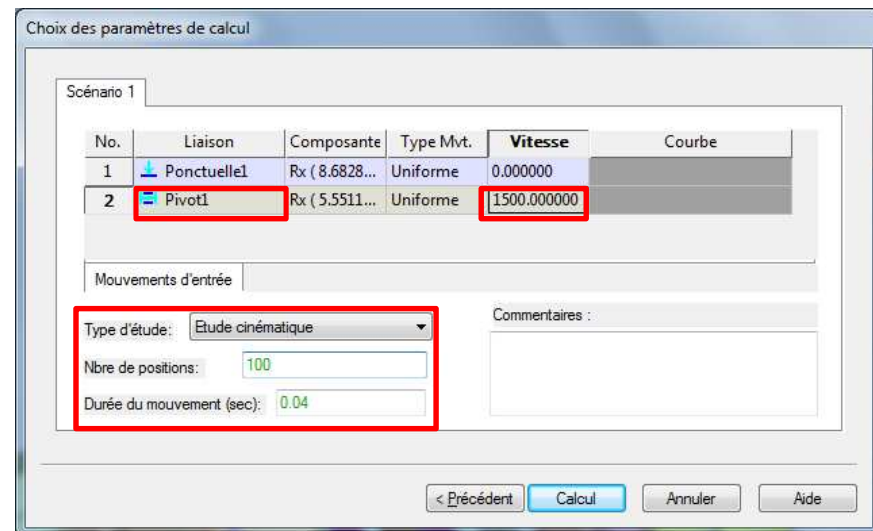 Choix des paramètres de calcul
Scénario 1
No. Liaison Composante Type Mvt. Vitesse Courbe
1 Ponctuelle1 Rx ( 8.6828... Uniforme 0.000000
2 Pivot1 Rx ( 5.5511... Uniforme 1500.000000
Mouvements d'entrée
Type d'étude: Etude cinématique
Commentaires :
Nbre de positions: 100
Durée du mouvement (sec): 0.04
< Précédent Calcul Annuler Aide